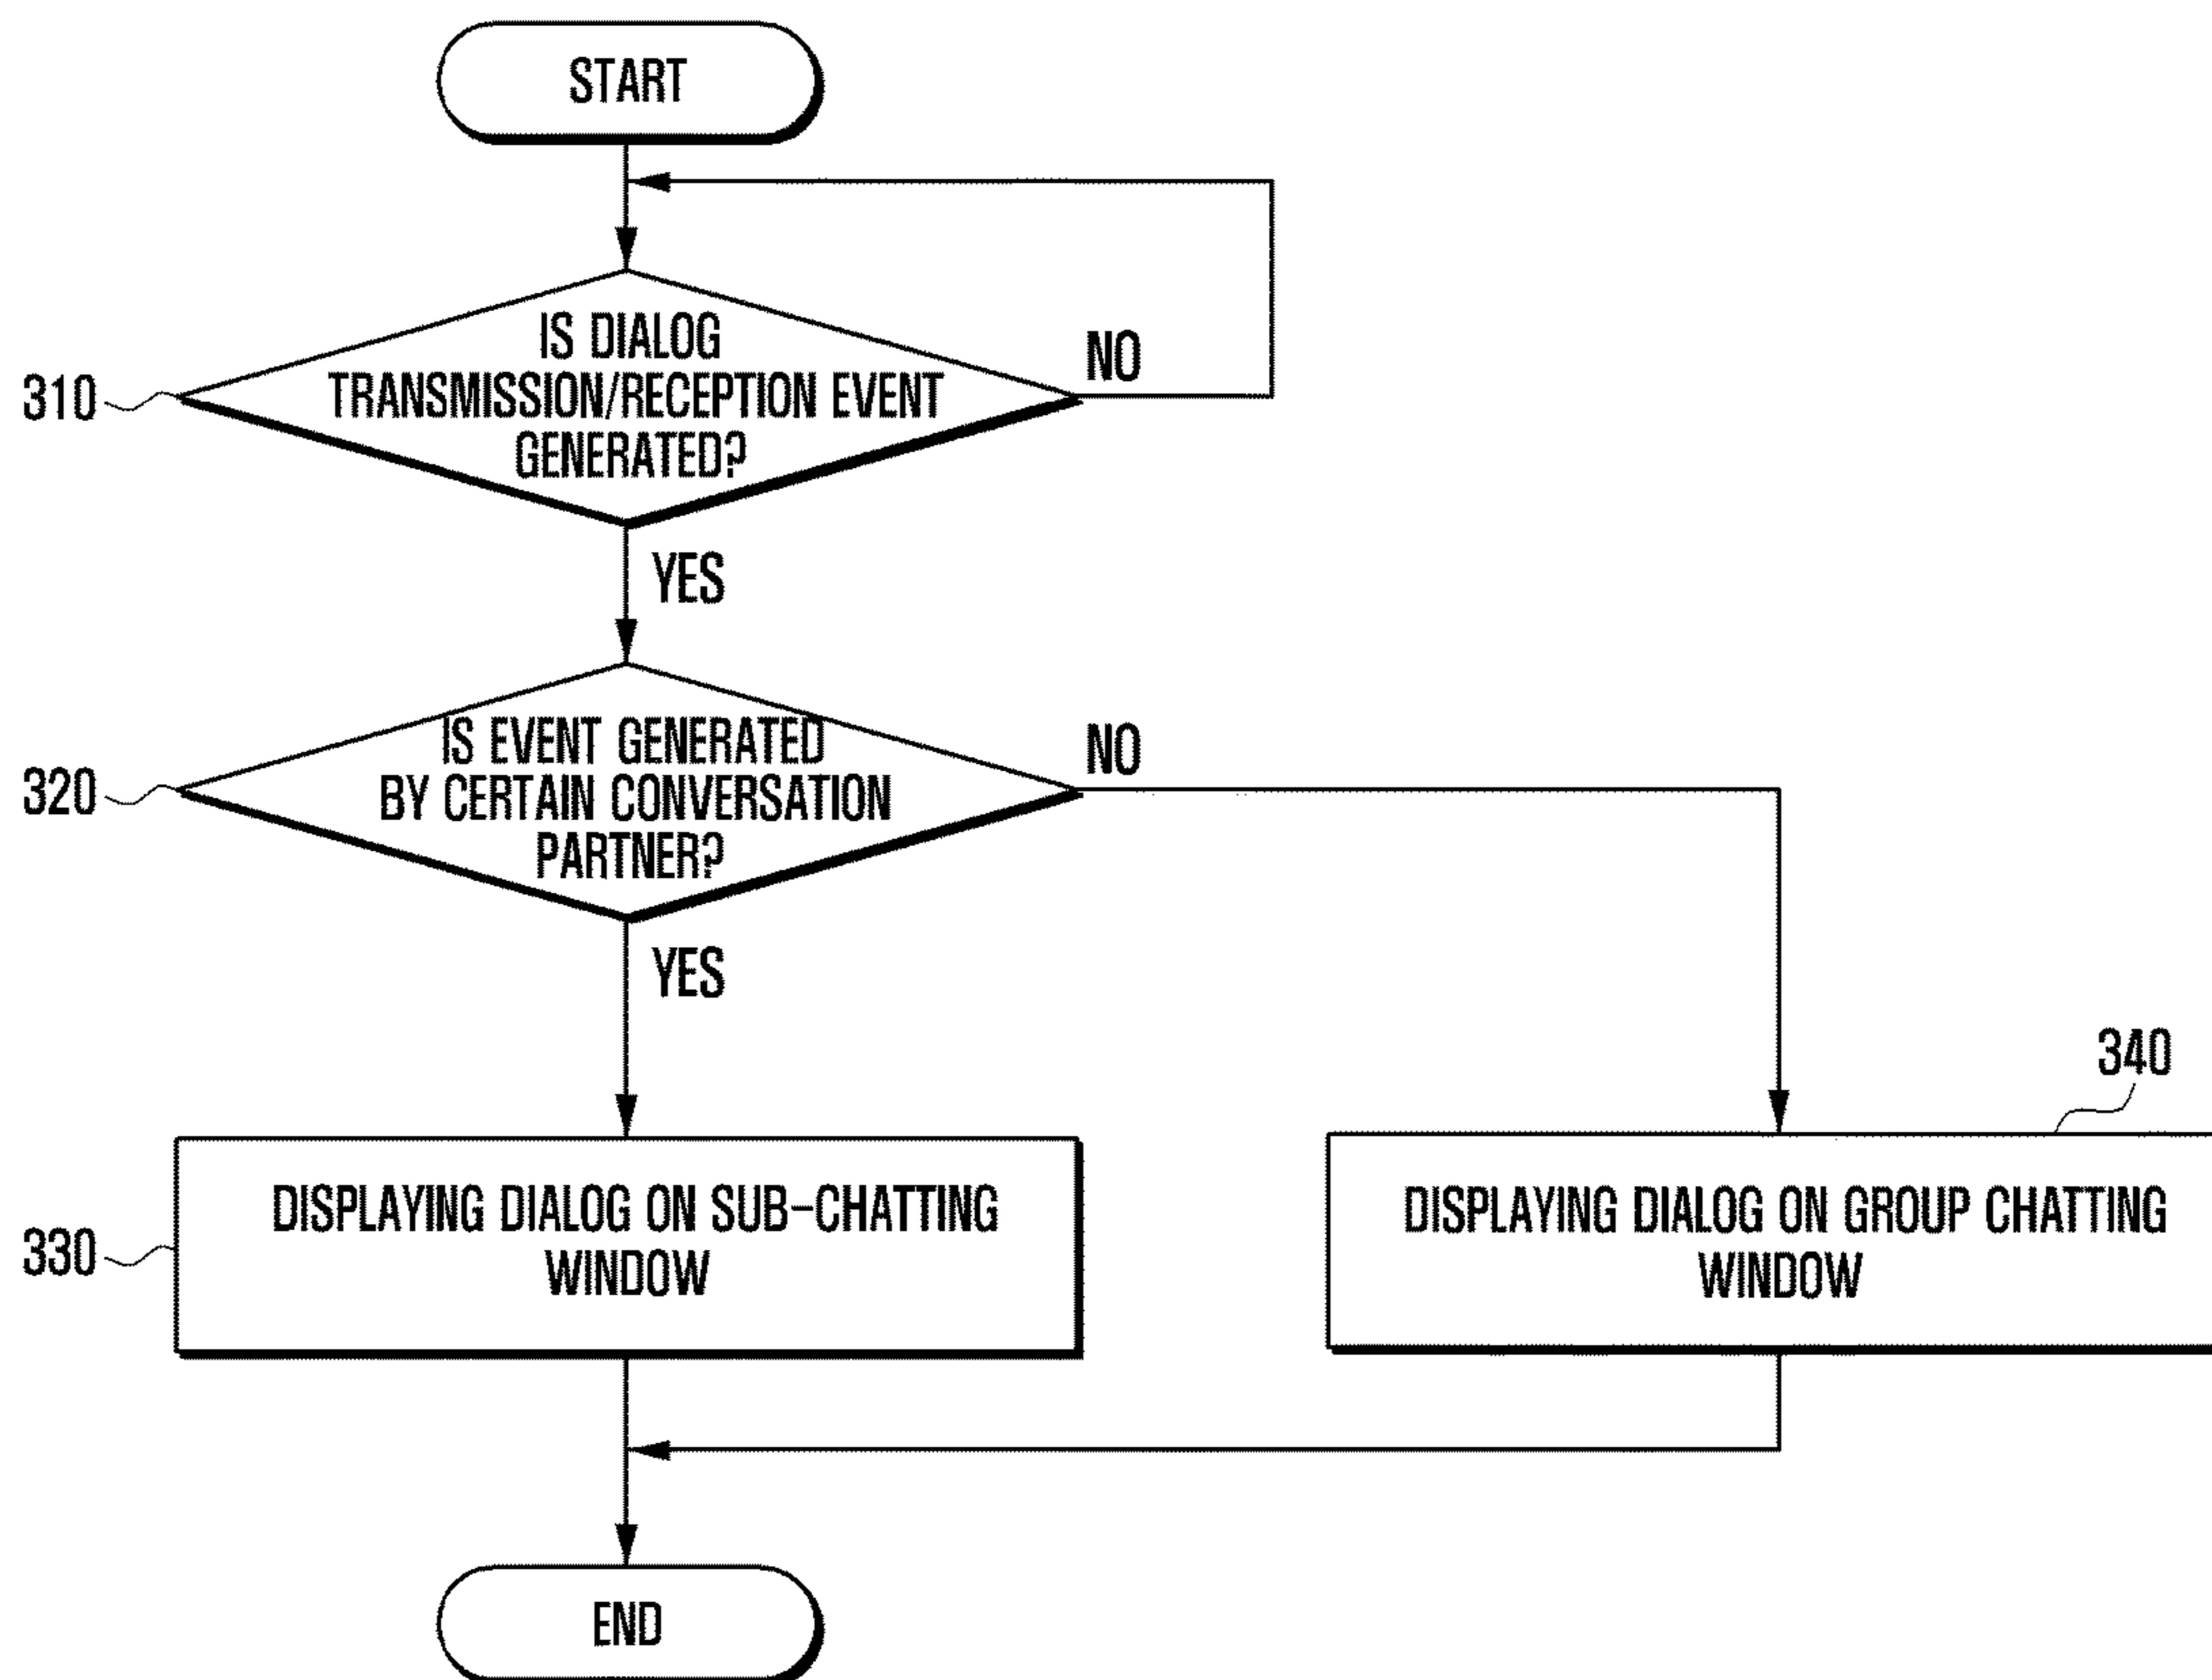 START
IS DIALOG
TRANSMISSION/RECEPTION EVENT
GENERATED?
NO
310
YES
IS EVENT GENERATED
BY CERTAIN CONVERSATION
PARTNER?
NO
320
YES
340
DISPLAYING DIALOG ON SUB-CHATTING
WINDOW
330
DISPLAYING DIALOG ON GROUP CHATTING
WINDOW
END